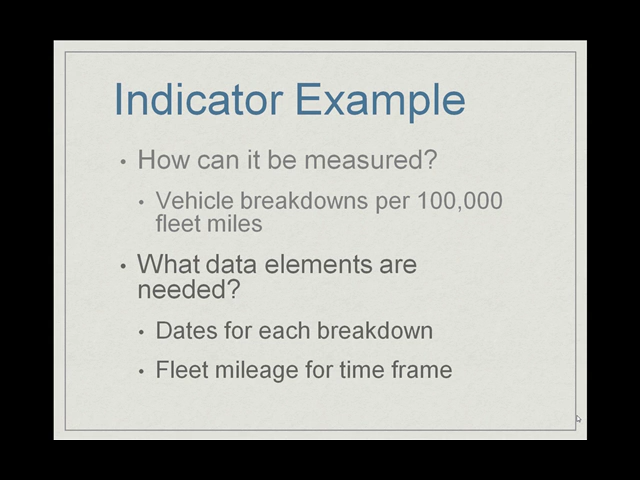 Indicator Example
• How can it be measured?
• Vehicle breakdowns per 100,000
fleet miles
• What data elements are
needed?
• Dates for each breakdown
• Fleet mileage for time frame